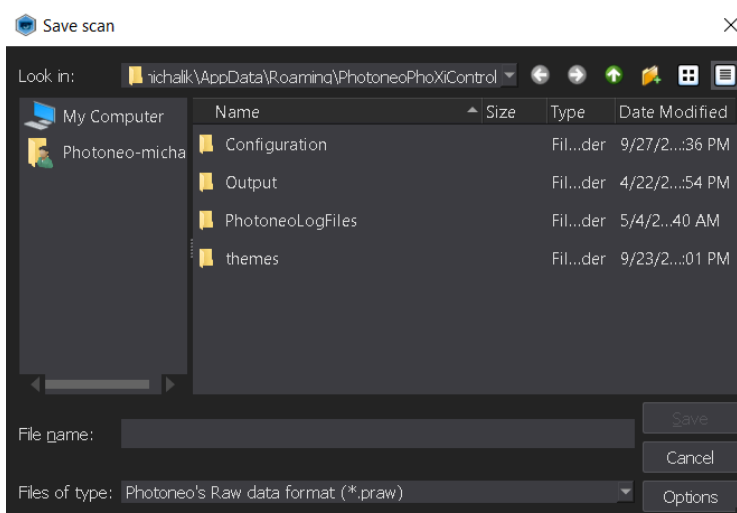 Save scan
Look in: nichalik\AppData\Roaming\PhotoneoPhoXiControl
My Computer
Photoneo-micha
Name Size Type Date Modified
Configuration Fil...der 9/27/2...:36 PM
Output Fil...der 4/22/2...:54 PM
PhotoneoLogFiles Fil...der 5/4/2...40 AM
themes Fil...der 9/23/2...:01 PM
Save
File name:
Cancel
Files of type: Photoneo's Raw data format (*.praw)
Options